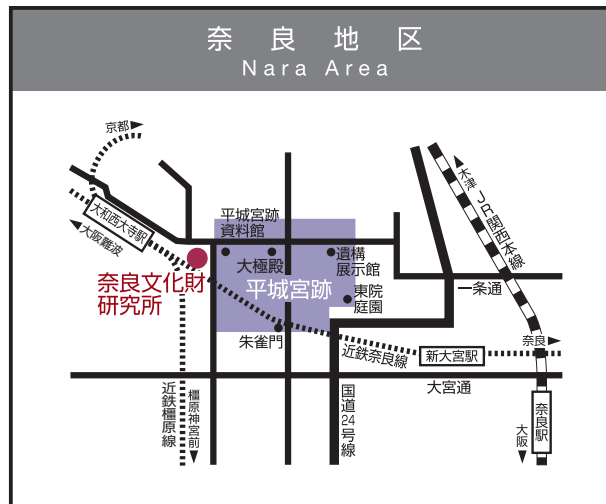 奈良地区
Nara Area
京都
木津
JR関西本線
大和西大寺駅
大阪難波
平城宮跡
資料館
大極殿
遺構
展示館
奈良文化財
研究所
平城宮跡
東院
庭園
一条通
朱雀門
近鉄奈良線
新大宮駅
奈良
近鉄橿原線
橿原神宮前
国道24号線
大宮通
奈良駅
大阪